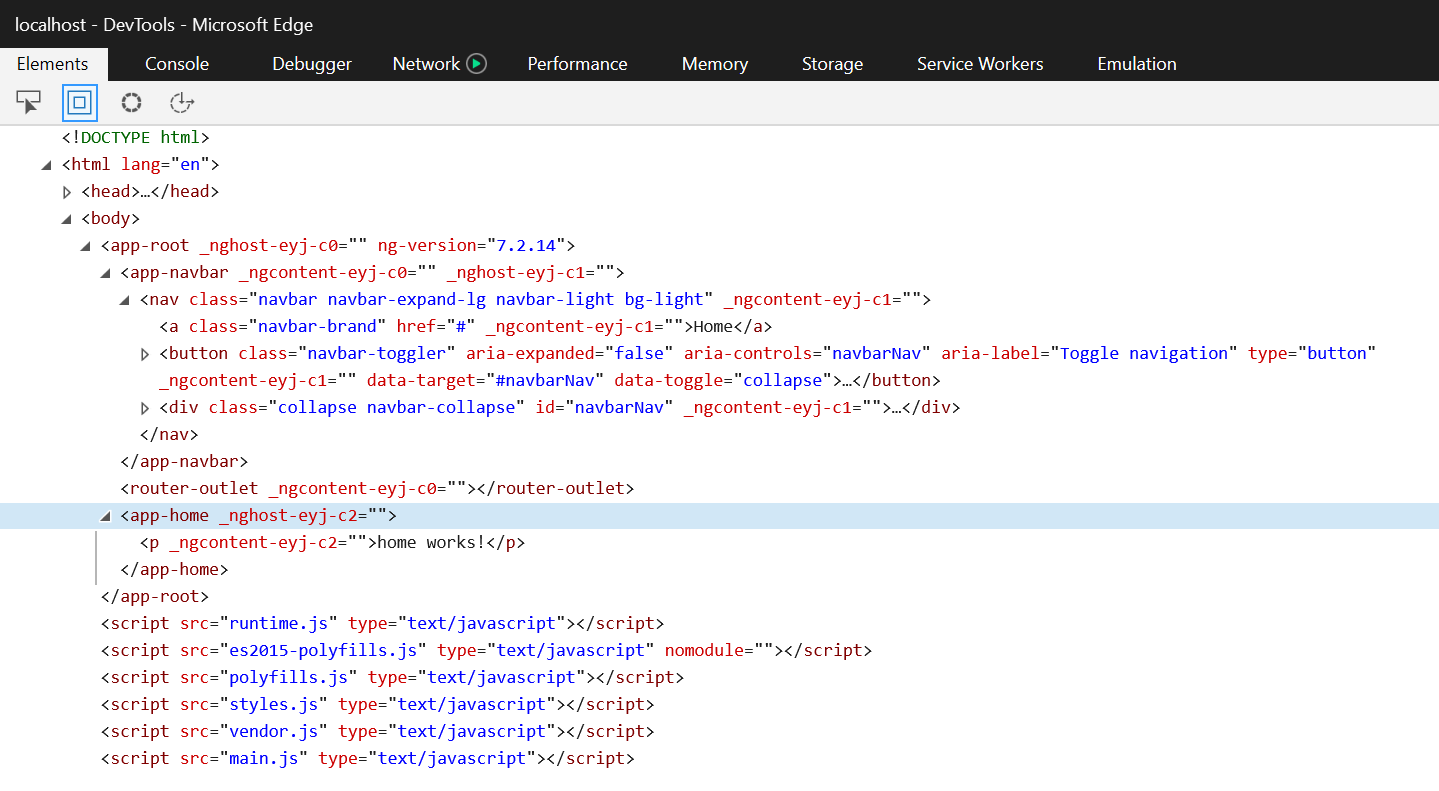 localhost - DevTools - Microsoft Edge
Elements Console Debugger Network Performance Memory Storage Service Workers Emulation
<!DOCTYPE html>
<html lang="en">
<head>…</head>
<body>
<app-root _nghost-eyj-c0="" ng-version="7.2.14">
<app-navbar _ngcontent-eyj-c0="" _nghost-eyj-c1="">
<nav class="navbar navbar-expand-lg navbar-light bg-light" _ngcontent-eyj-c1="">
<a class="navbar-brand" href="#" _ngcontent-eyj-c1="">Home</a>
<button class="navbar-toggler" aria-expanded="false" aria-controls="navbarNav" aria-label="Toggle navigation" type="button"
_ngcontent-eyj-c1="" data-target="#navbarNav" data-toggle="collapse">…</button>
<div class="collapse navbar-collapse" id="navbarNav" _ngcontent-eyj-c1="">…</div>
</nav>
</app-navbar>
<router-outlet _ngcontent-eyj-c0=""></router-outlet>
<app-home _nghost-eyj-c2="">
<p _ngcontent-eyj-c2="">home works!</p>
</app-home>
</app-root>
<script src="runtime.js" type="text/javascript"></script>
<script src="es2015-polyfills.js" type="text/javascript" nomodule=""></script>
<script src="polyfills.js" type="text/javascript"></script>
<script src="styles.js" type="text/javascript"></script>
<script src="vendor.js" type="text/javascript"></script>
<script src="main.js" type="text/javascript"></script>